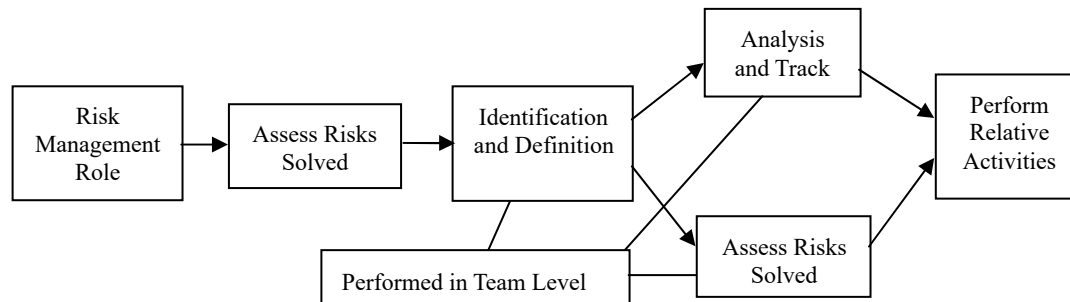 Risk
Management
Role
Assess Risks
Solved
Identification
and Definition
Analysis
and Track
Assess Risks
Solved
Perform
Relative
Activities
Performed in Team Level